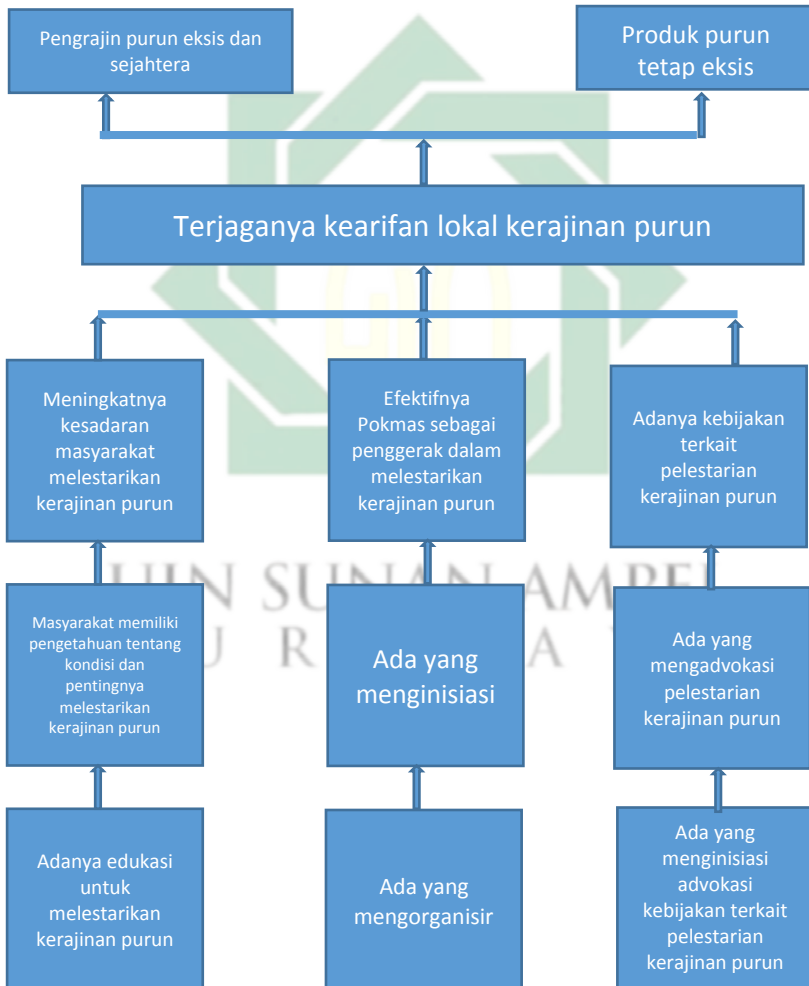 Pengrajin purun eksis dan
sejahtera
Produk purun
tetap eksis
Terjaganya kearifan lokal kerajinan purun
Meningkatnya
kesadaran
masyarakat
melestarikan
kerajinan purun
Efektifnya
Pokmas sebagai
penggerak dalam
melestarikan
kerajinan purun
Adanya kebijakan
terkait
pelestarian
kerajinan purun
UIN SUNAN AMPEL
Masyarakat memiliki
pengetahuan tentang
kondisi dan
pentingnya
melestarikan
kerajinan purun
Ada yang
menginisiasi
Ada yang
mengadvokasi
pelestarian
kerajinan purun
Adanya edukasi
untuk
melestarikan
kerajinan purun
Ada yang
mengorganisir
Ada yang
menginisiasi
advokasi
kebijakan terkait
pelestarian
kerajinan purun